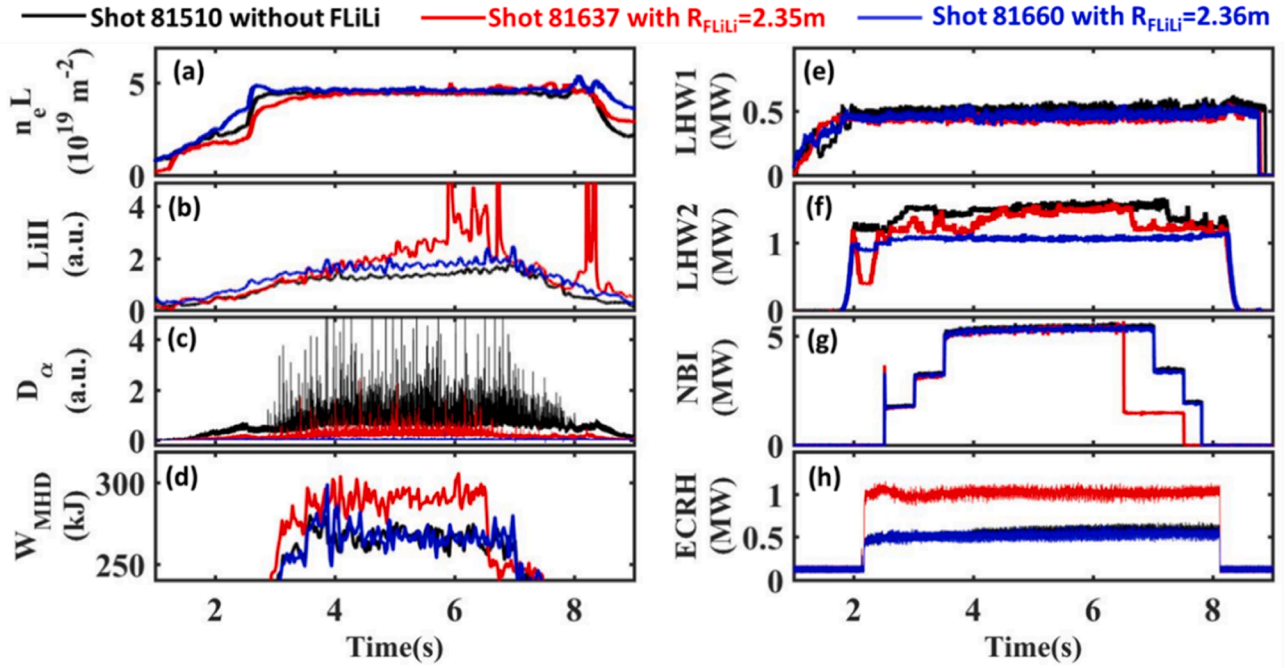 Shot 81510 without FLiLi
Shot 81637 with R_FLiLi=2.35m
Shot 81660 with R_FLiLi=2.36m
(a)
n_eL
(10^19 m^-2)
5
0
(b)
LiII
(a.u.)
4
2
0
(c)
D_α
(a.u.)
4
2
0
(d)
W_MHD
(kJ)
300
250
2 4 6 8
Time(s)
(e)
LHW1
(MW)
0.5
0
(f)
LHW2
(MW)
1
0
(g)
NBI
(MW)
5
0
(h)
ECRH
(MW)
1
0.5
0
2 4 6 8
Time(s)